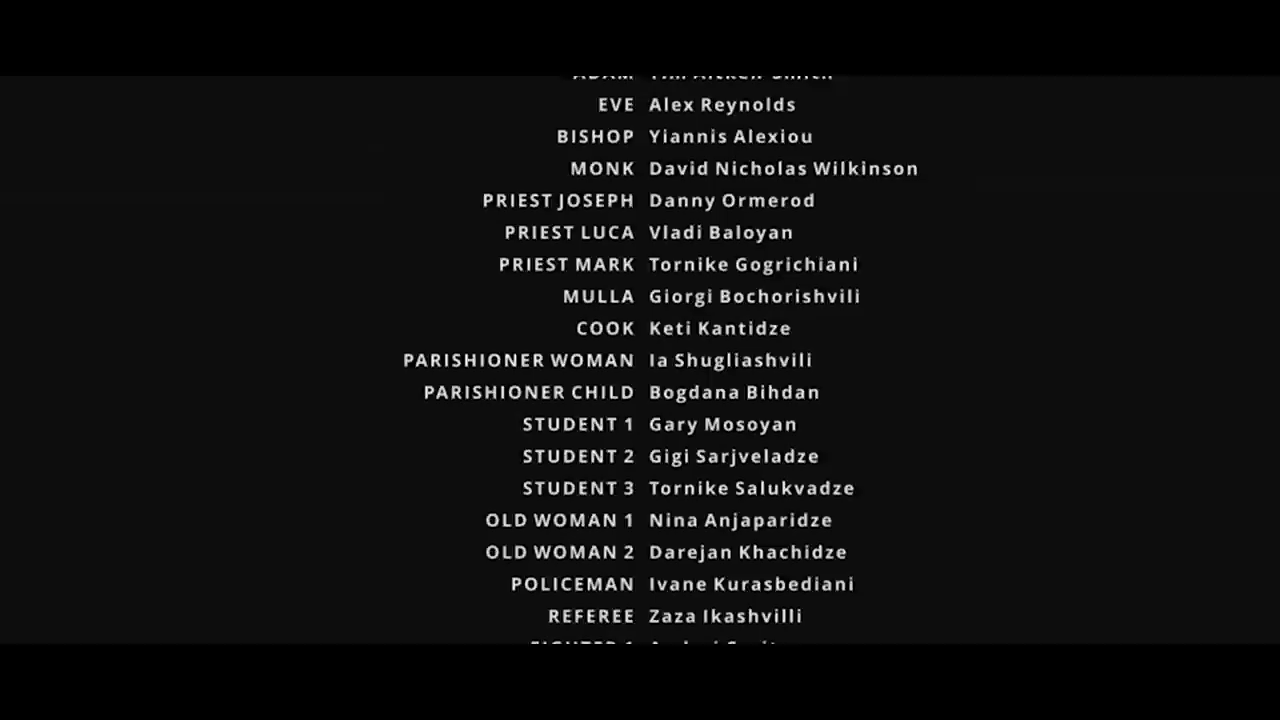 EVE Alex Reynolds
BISHOP Yiannis Alexiou
MONK David Nicholas Wilkinson
PRIEST JOSEPH Danny Ormerod
PRIEST LUCA Vladi Baloyan
PRIEST MARK Tornike Gogrichiani
MULLA Giorgi Bochorishvili
COOK Keti Kantidze
PARISHIONER WOMAN Ia Shugliashvili
PARISHIONER CHILD Bogdana Bihdan
STUDENT 1 Gary Mosoyan
STUDENT 2 Gigi Sarjveladze
STUDENT 3 Tornike Salukvadze
OLD WOMAN 1 Nina Anjaparidze
OLD WOMAN 2 Darejan Khachidze
POLICEMAN Ivane Kurasbediani
REFEREE Zaza Ikashvilli